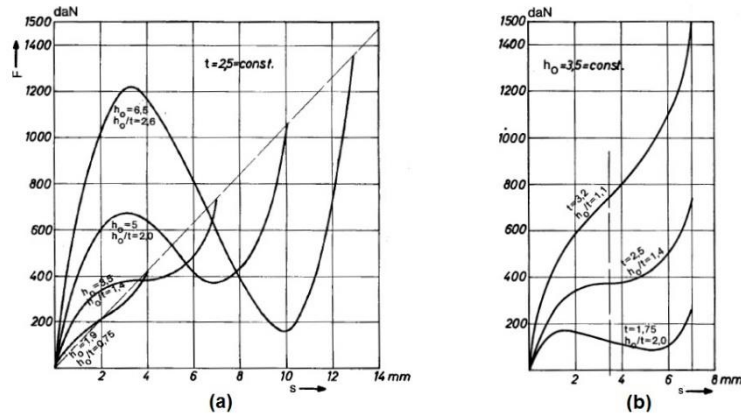 daN
1500
1400
1200
1000
800
600
400
200
F
t=2,5=const.
h₀=6,5
h₀/t=2,6
h₀=5
h₀/t=2,0
h₀=3,5
h₀/t=1,4
h₀=1,9
h₀/t=0,75
2 4 6 8 10 12 14 mm
s
(a)
daN
1500
1400
1200
1000
800
600
400
200
h₀=3,5=const.
t=3,2
h₀/t=1,1
t=2,5
h₀/t=1,4
t=1,75
h₀/t=2,0
2 4 6 8 mm
s
(b)